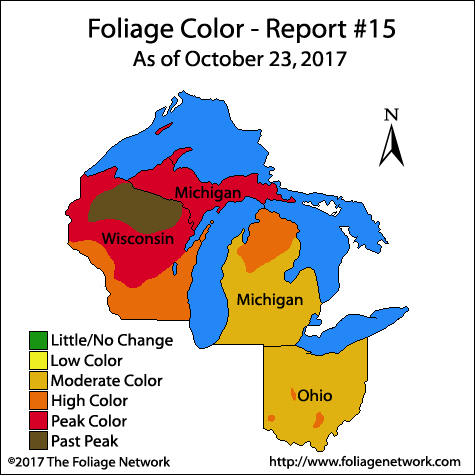 Foliage Color - Report #15
As of October 23, 2017
N
Michigan
Wisconsin
Michigan
Ohio
Little/No Change
Low Color
Moderate Color
High Color
Peak Color
Past Peak
©2017 The Foliage Network
http://www.foliagenetwork.com